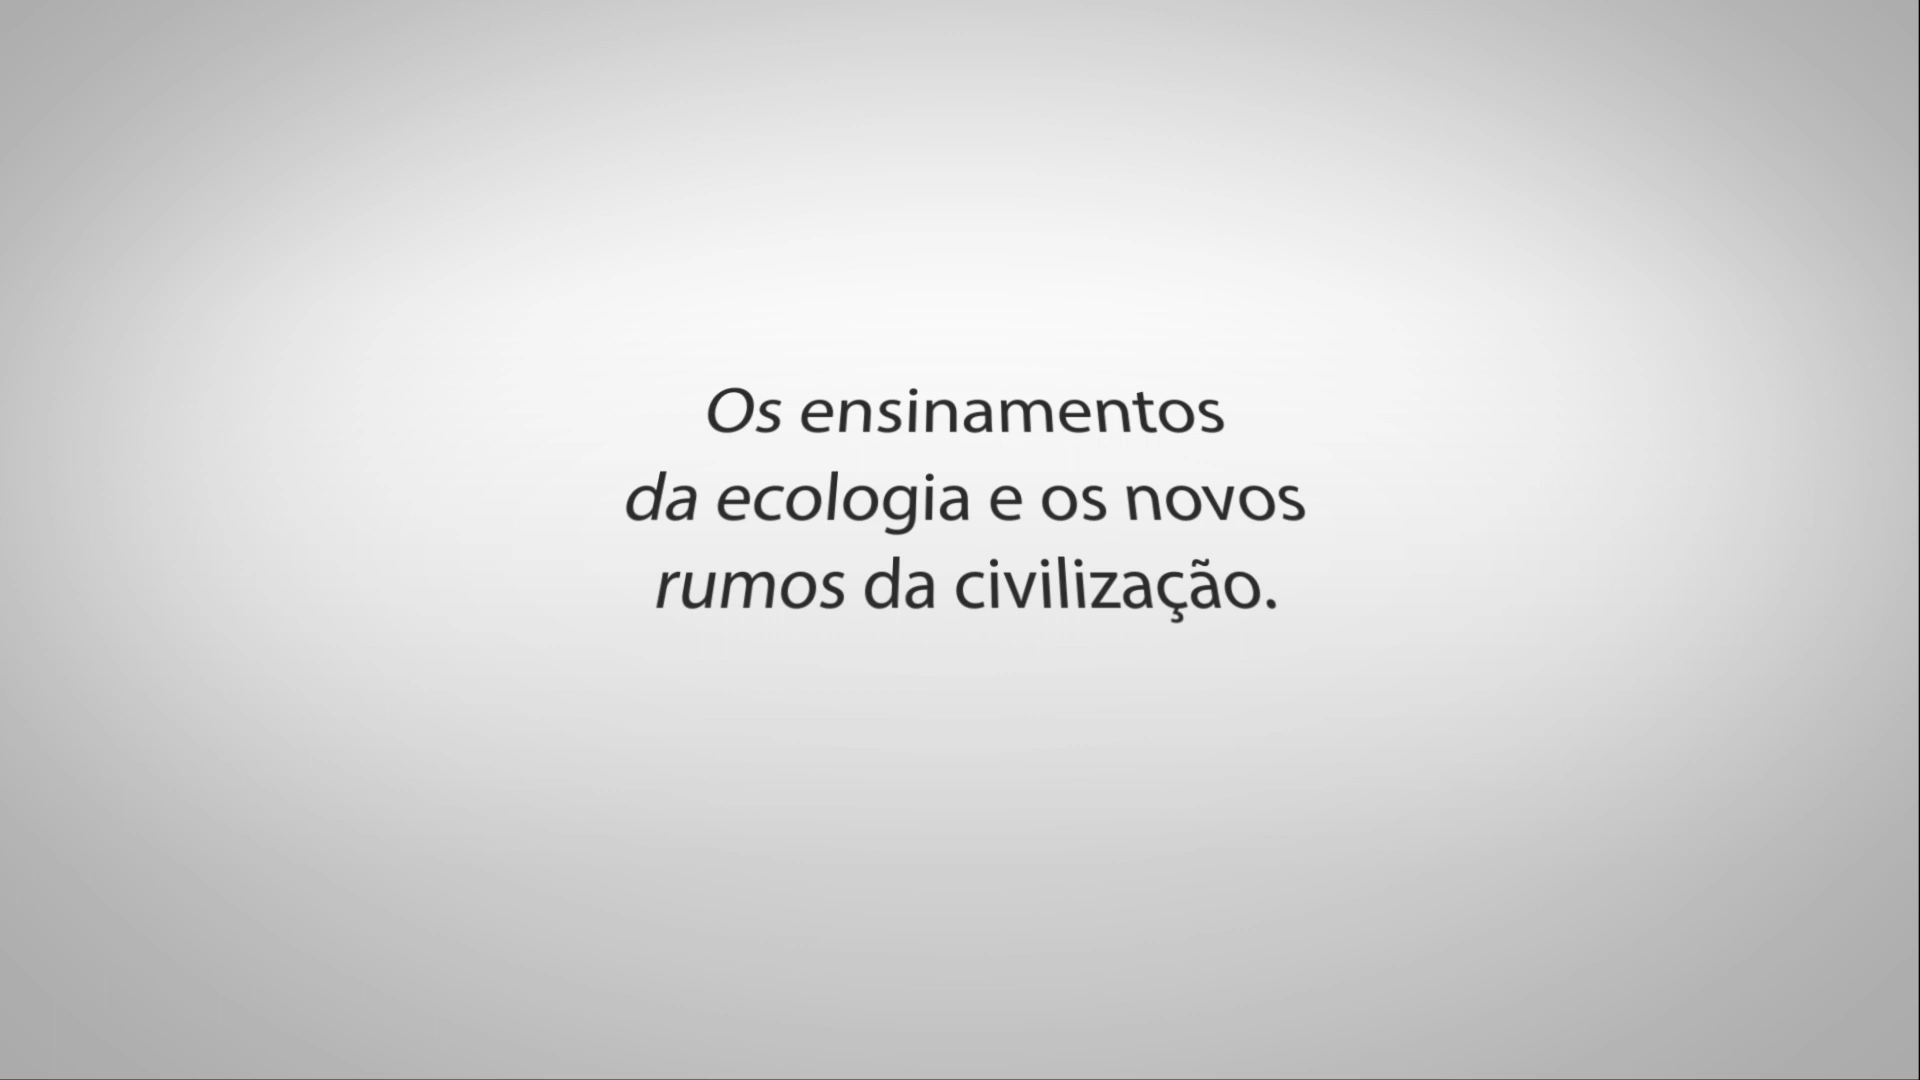 Os ensinamentos
da ecologia e os novos
rumos da civilização.